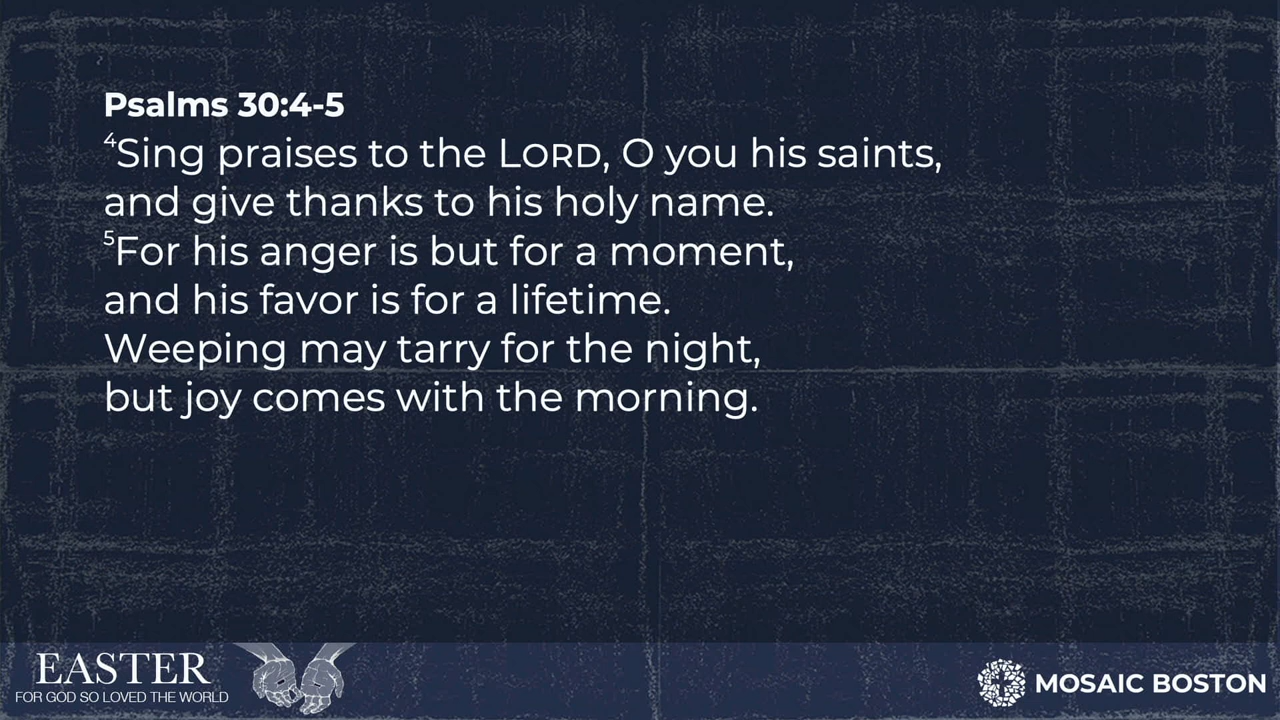 Psalms 30:4-5
⁴Sing praises to the LORD, O you his saints,
and give thanks to his holy name.
⁵For his anger is but for a moment,
and his favor is for a lifetime.
Weeping may tarry for the night,
but joy comes with the morning.
EASTER
FOR GOD SO LOVED THE WORLD
MOSAIC BOSTON